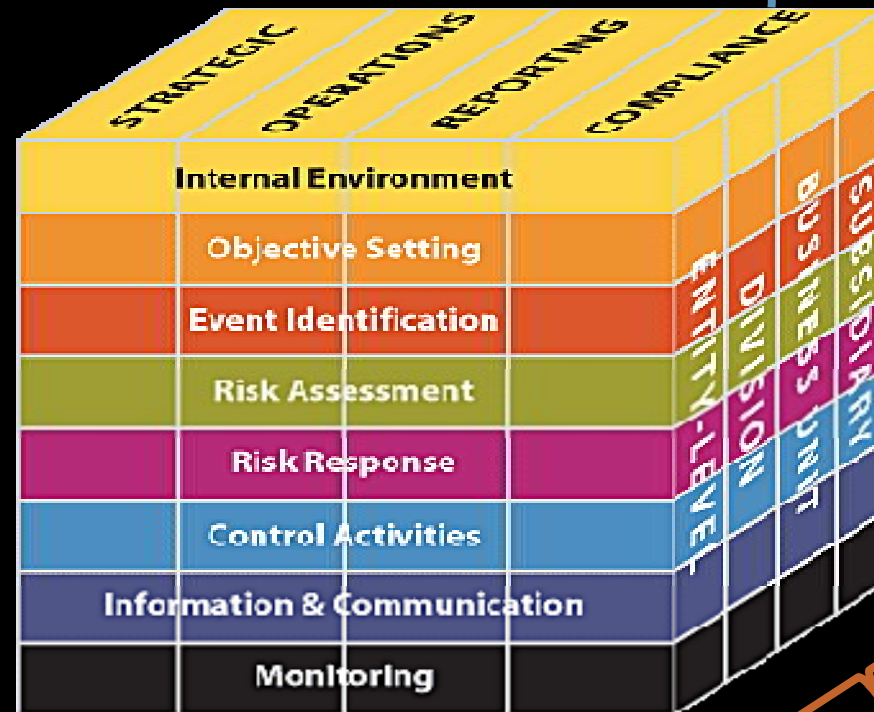 STRATEGIC
OPERATIONS
REPORTING
COMPLIANCE
Internal Environment
Objective Setting
Event Identification
Risk Assessment
Risk Response
Control Activities
Information & Communication
Monitoring
ENTITY-LEVEL
DIVISION
BUSINESS UNIT
SUBSIDIARY